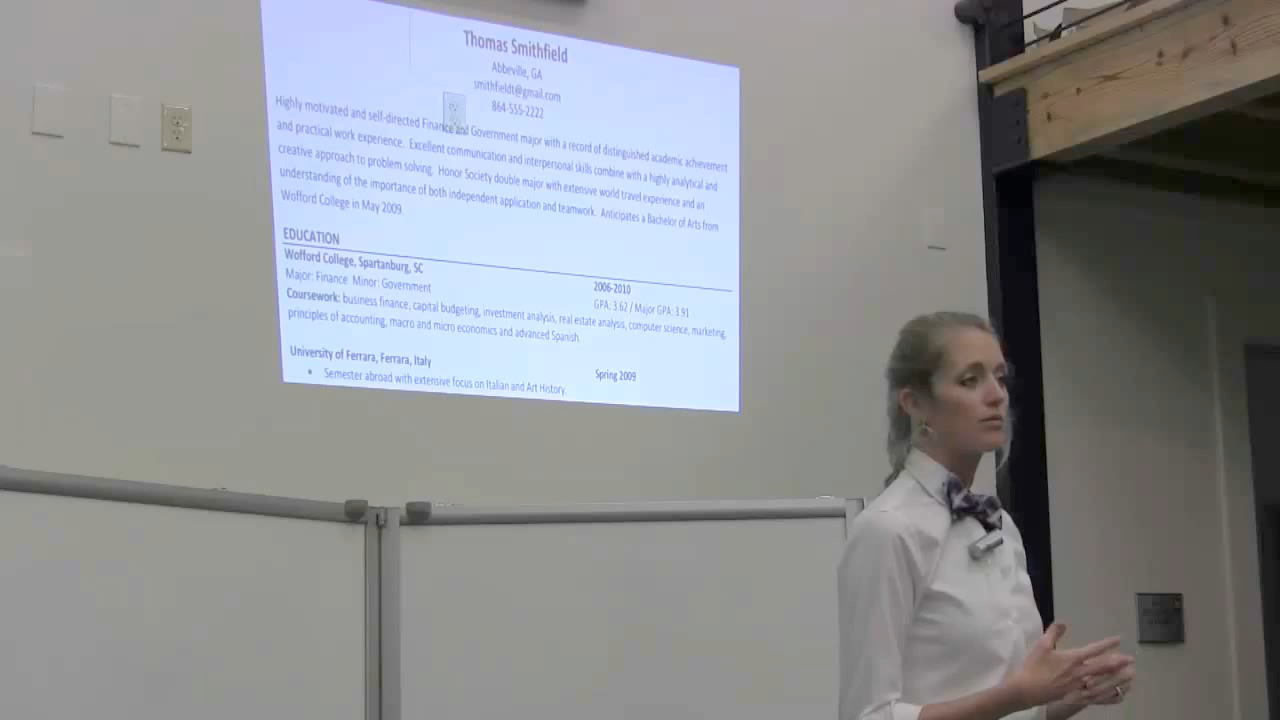 Thomas Smithfield
Abbeville, GA
smithfieldt@gmail.com
864-555-2222
Highly motivated and self-directed Finance and Government major with a record of distinguished academic achievement
and practical work experience. Excellent communication and interpersonal skills combine with a highly analytical and
creative approach to problem solving. Honor Society double major with extensive world travel experience and an
understanding of the importance of both independent application and teamwork. Anticipates a Bachelor of Arts from
Wofford College in May 2009.
EDUCATION
Wofford College, Spartanburg, SC 2006-2010
Major: Finance Minor: Government GPA: 3.62 / Major GPA: 3.91
Coursework: business finance, capital budgeting, investment analysis, real estate analysis, computer science, marketing,
principles of accounting, macro and micro economics and advanced Spanish.
University of Ferrara, Ferrara, Italy Spring 2009
• Semester abroad with extensive focus on Italian and Art History.